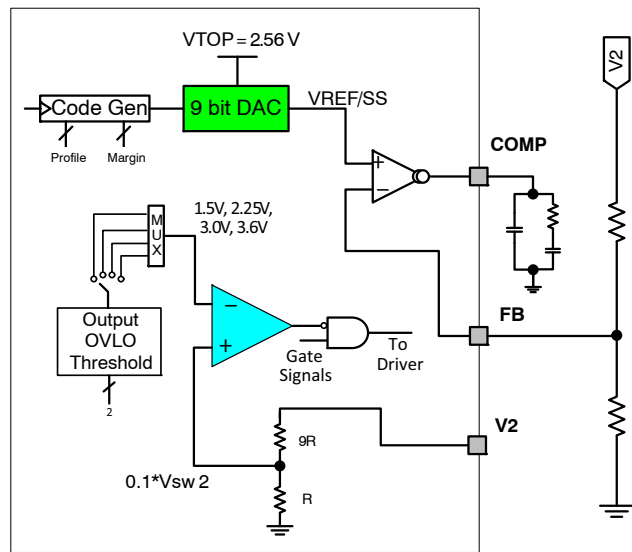 VTOP = 2.56 V
V2
Code Gen
9 bit DAC
VREF/SS
Profile
Margin
+
−
COMP
1.5V, 2.25V,
3.0V, 3.6V
MUX
−
+
Output
OVLO
Threshold
2
Gate
Signals
To
Driver
FB
V2
9R
0.1*Vsw 2
R